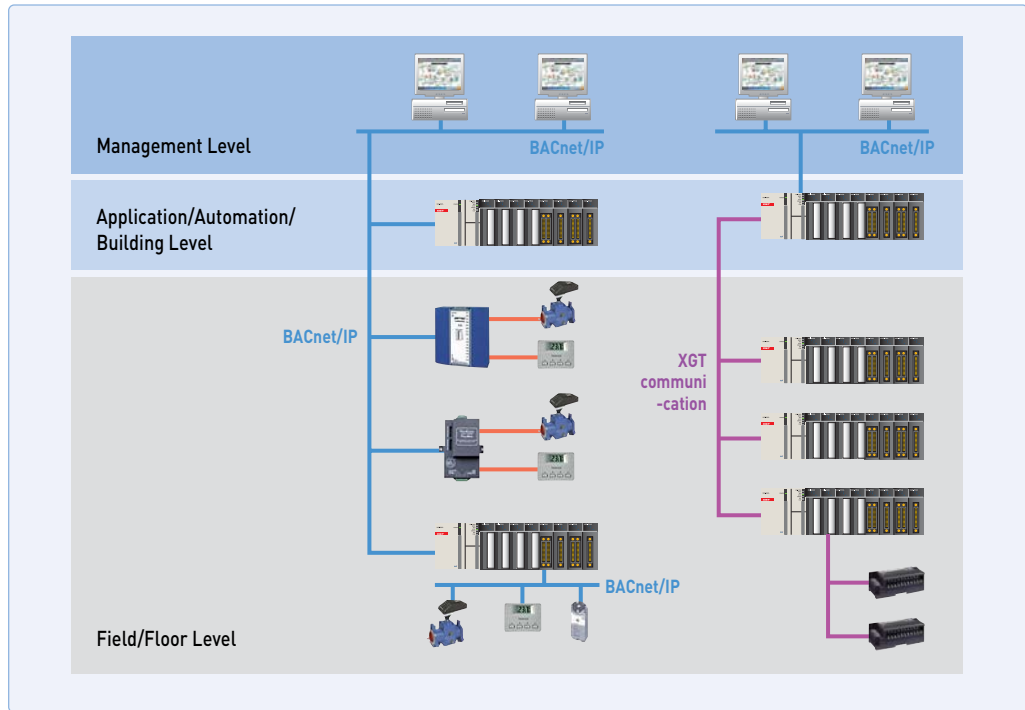 BACnet/IP
BACnet/IP
Management Level
Application/Automation/
Building Level
BACnet/IP
XGT
communi
-cation
BACnet/IP
Field/Floor Level